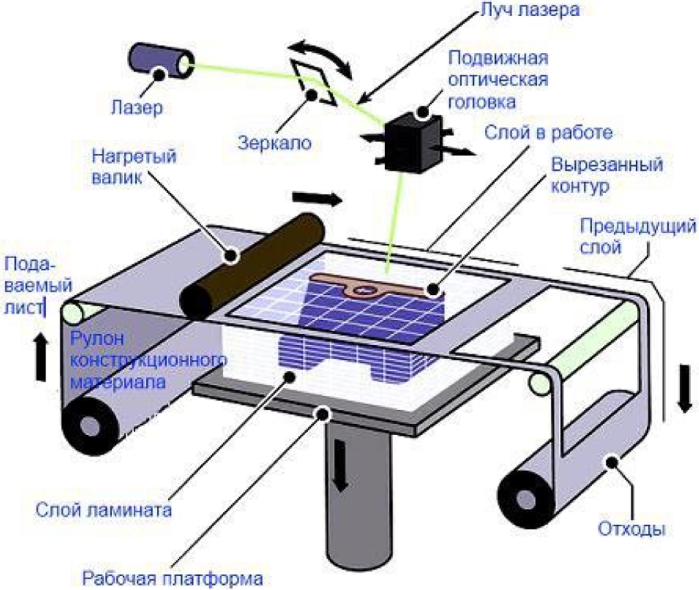 Луч лазера
Подвижная
оптическая
головка
Лазер
Зеркало
Слой в работе
Нагретый
валик
Вырезанный
контур
Предыдущий
слой
Пода-
ваемый
лист
Рулон
конструкционного
материала
Слой ламината
Отходы
Рабочая платформа